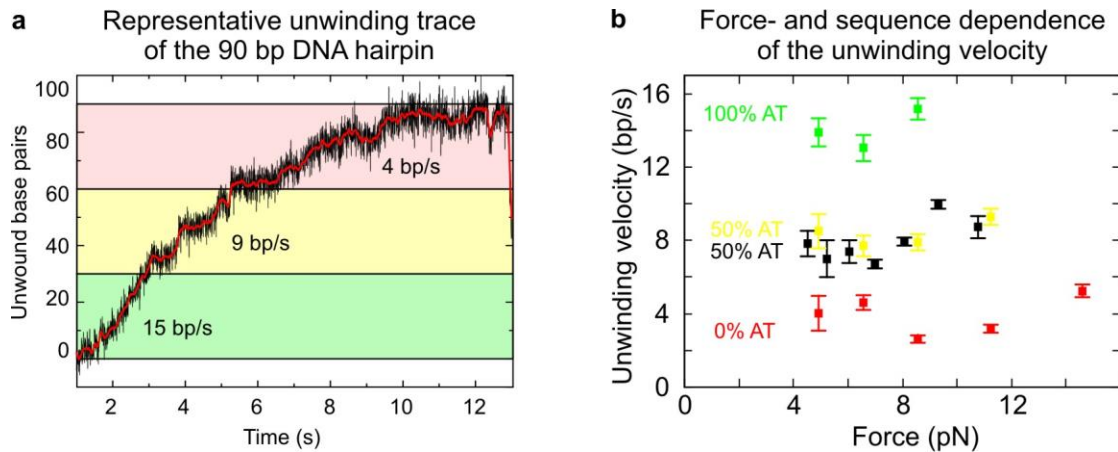 a
Representative unwinding trace
of the 90 bp DNA hairpin
Unwound base pairs
100
80
60
40
20
0
4 bp/s
9 bp/s
15 bp/s
2 4 6 8 10 12
Time (s)
b
Force- and sequence dependence
of the unwinding velocity
Unwinding velocity (bp/s)
16
12
8
4
0
100% AT
50% AT
50% AT
0% AT
0 4 8 12
Force (pN)